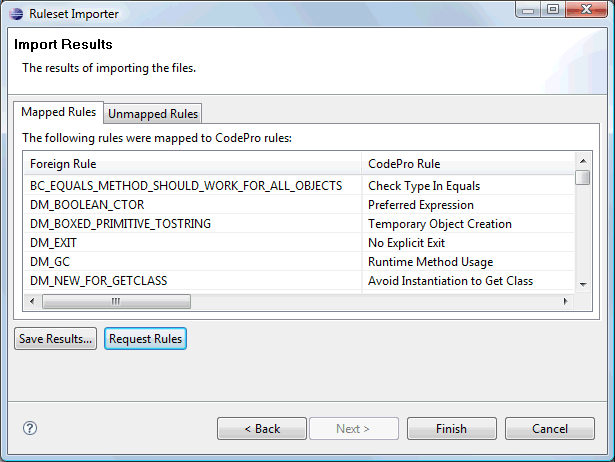 Ruleset Importer
Import Results
The results of importing the files.
Mapped Rules Unmapped Rules
The following rules were mapped to CodePro rules:
Foreign Rule CodePro Rule
BC_EQUALS_METHOD_SHOULD_WORK_FOR_ALL_OBJECTS Check Type In Equals
DM_BOOLEAN_CTOR Preferred Expression
DM_BOXED_PRIMITIVE_TOSTRING Temporary Object Creation
DM_EXIT No Explicit Exit
DM_GC Runtime Method Usage
DM_NEW_FOR_GETCLASS Avoid Instantiation to Get Class
Save Results... Request Rules
? < Back Next > Finish Cancel